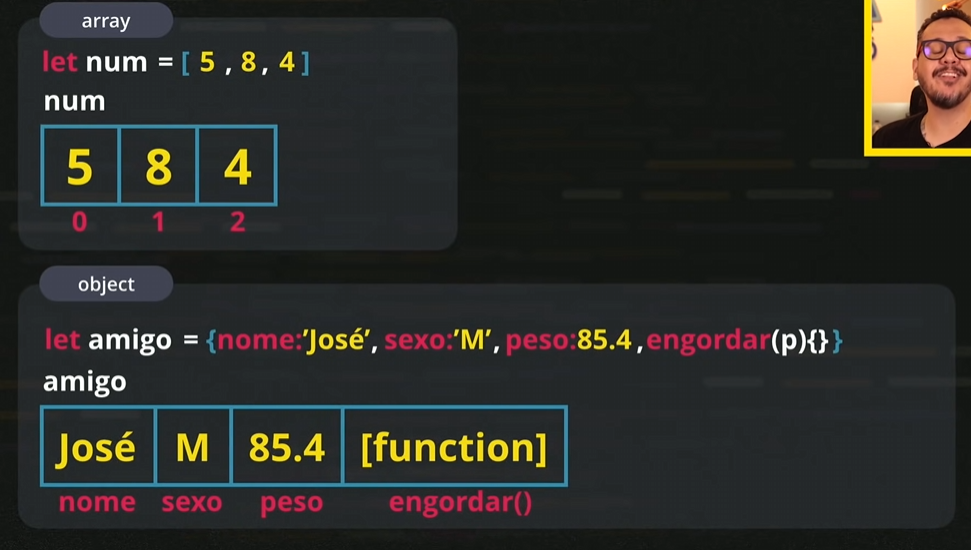 array
let num = [ 5 , 8, 4 ]
num
5 8 4
0 1 2
object
let amigo = {nome:’José’, sexo:’M’, peso:85.4 ,engordar(p){} }
amigo
José M 85.4 [function]
nome sexo peso engordar()